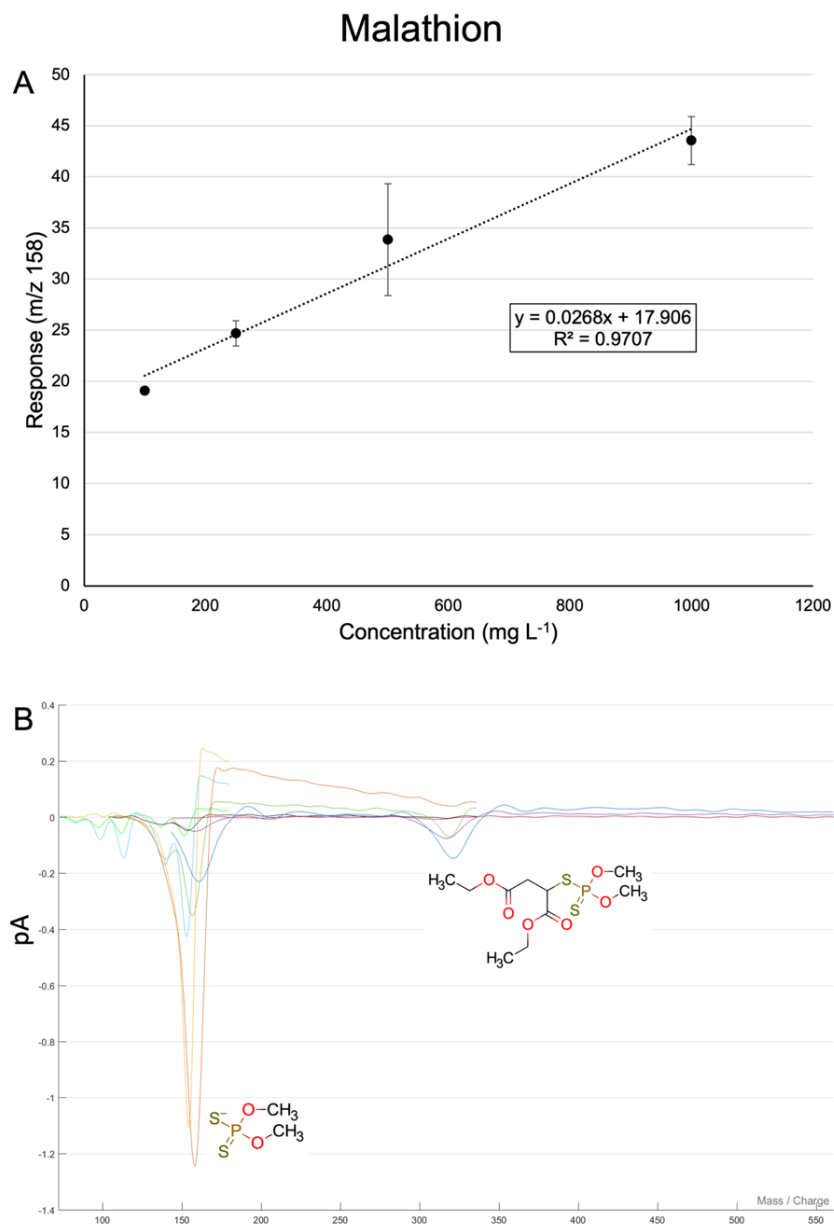 Malathion
A
50
45
40
35
30
25
20
15
10
5
0
Response (m/z 158)
y = 0.0268x + 17.906
R² = 0.9707
0 200 400 600 800 1000 1200
Concentration (mg L⁻¹)
B
0.4
0.2
0
-0.2
-0.4
-0.6
-0.8
-1
-1.2
-1.4
pA
H₃C O O S P O CH₃
S O CH₃
O O
H₃C
S⁻ O CH₃
P CH₃
S O
Mass / Charge
100 150 200 250 300 350 400 450 500 550